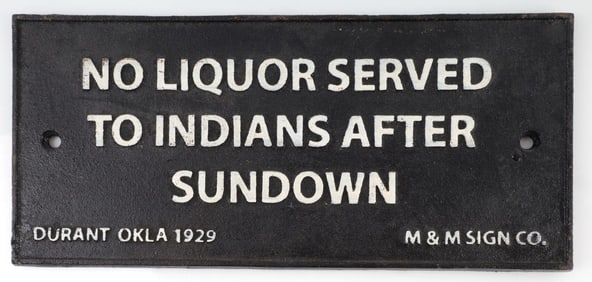 NO LIQUOR SERVED
TO INDIANS AFTER
SUNDOWN
DURANT OKLA 1929 M & M SIGN CO.